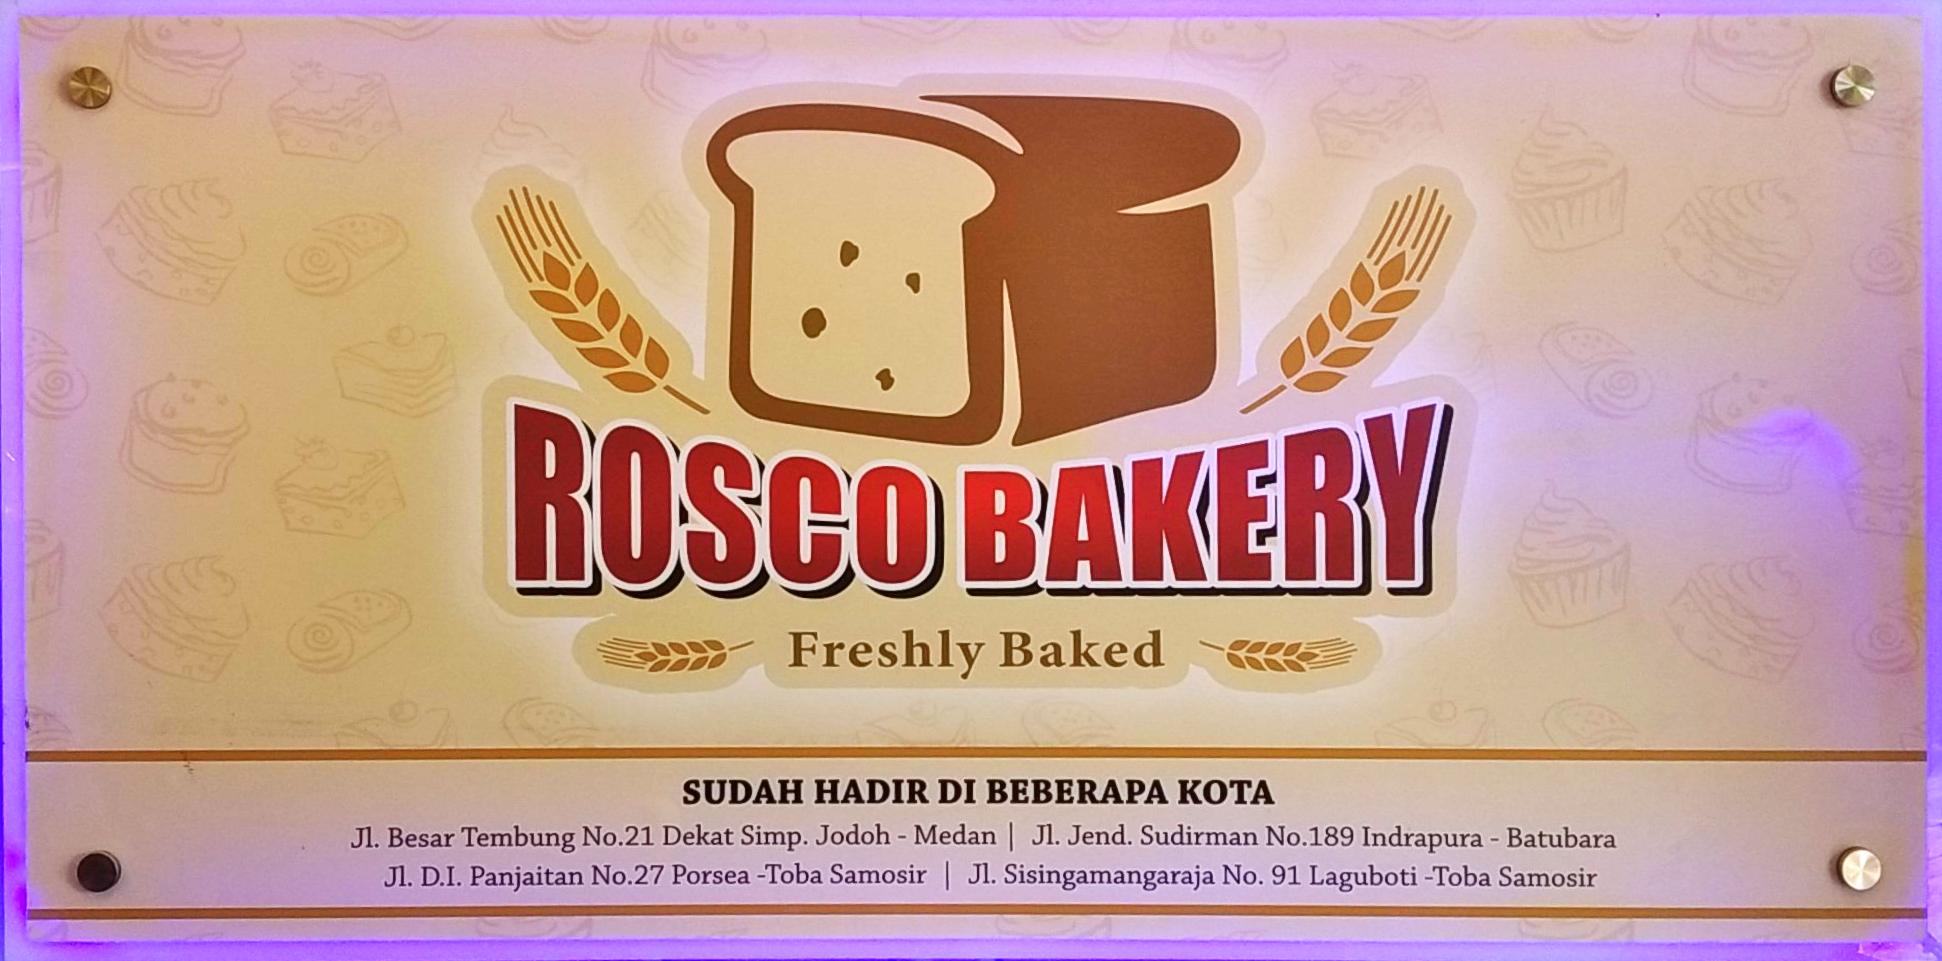 ROSCO BAKERY
Freshly Baked
SUDAH HADIR DI BEBERAPA KOTA
Jl. Besar Tembung No.21 Dekat Simp. Jodoh - Medan | Jl. Jend. Sudirman No.189 Indrapura - Batubara
Jl. D.I. Panjaitan No.27 Porsea -Toba Samosir | Jl. Sisingamangaraja No. 91 Laguboti -Toba Samosir